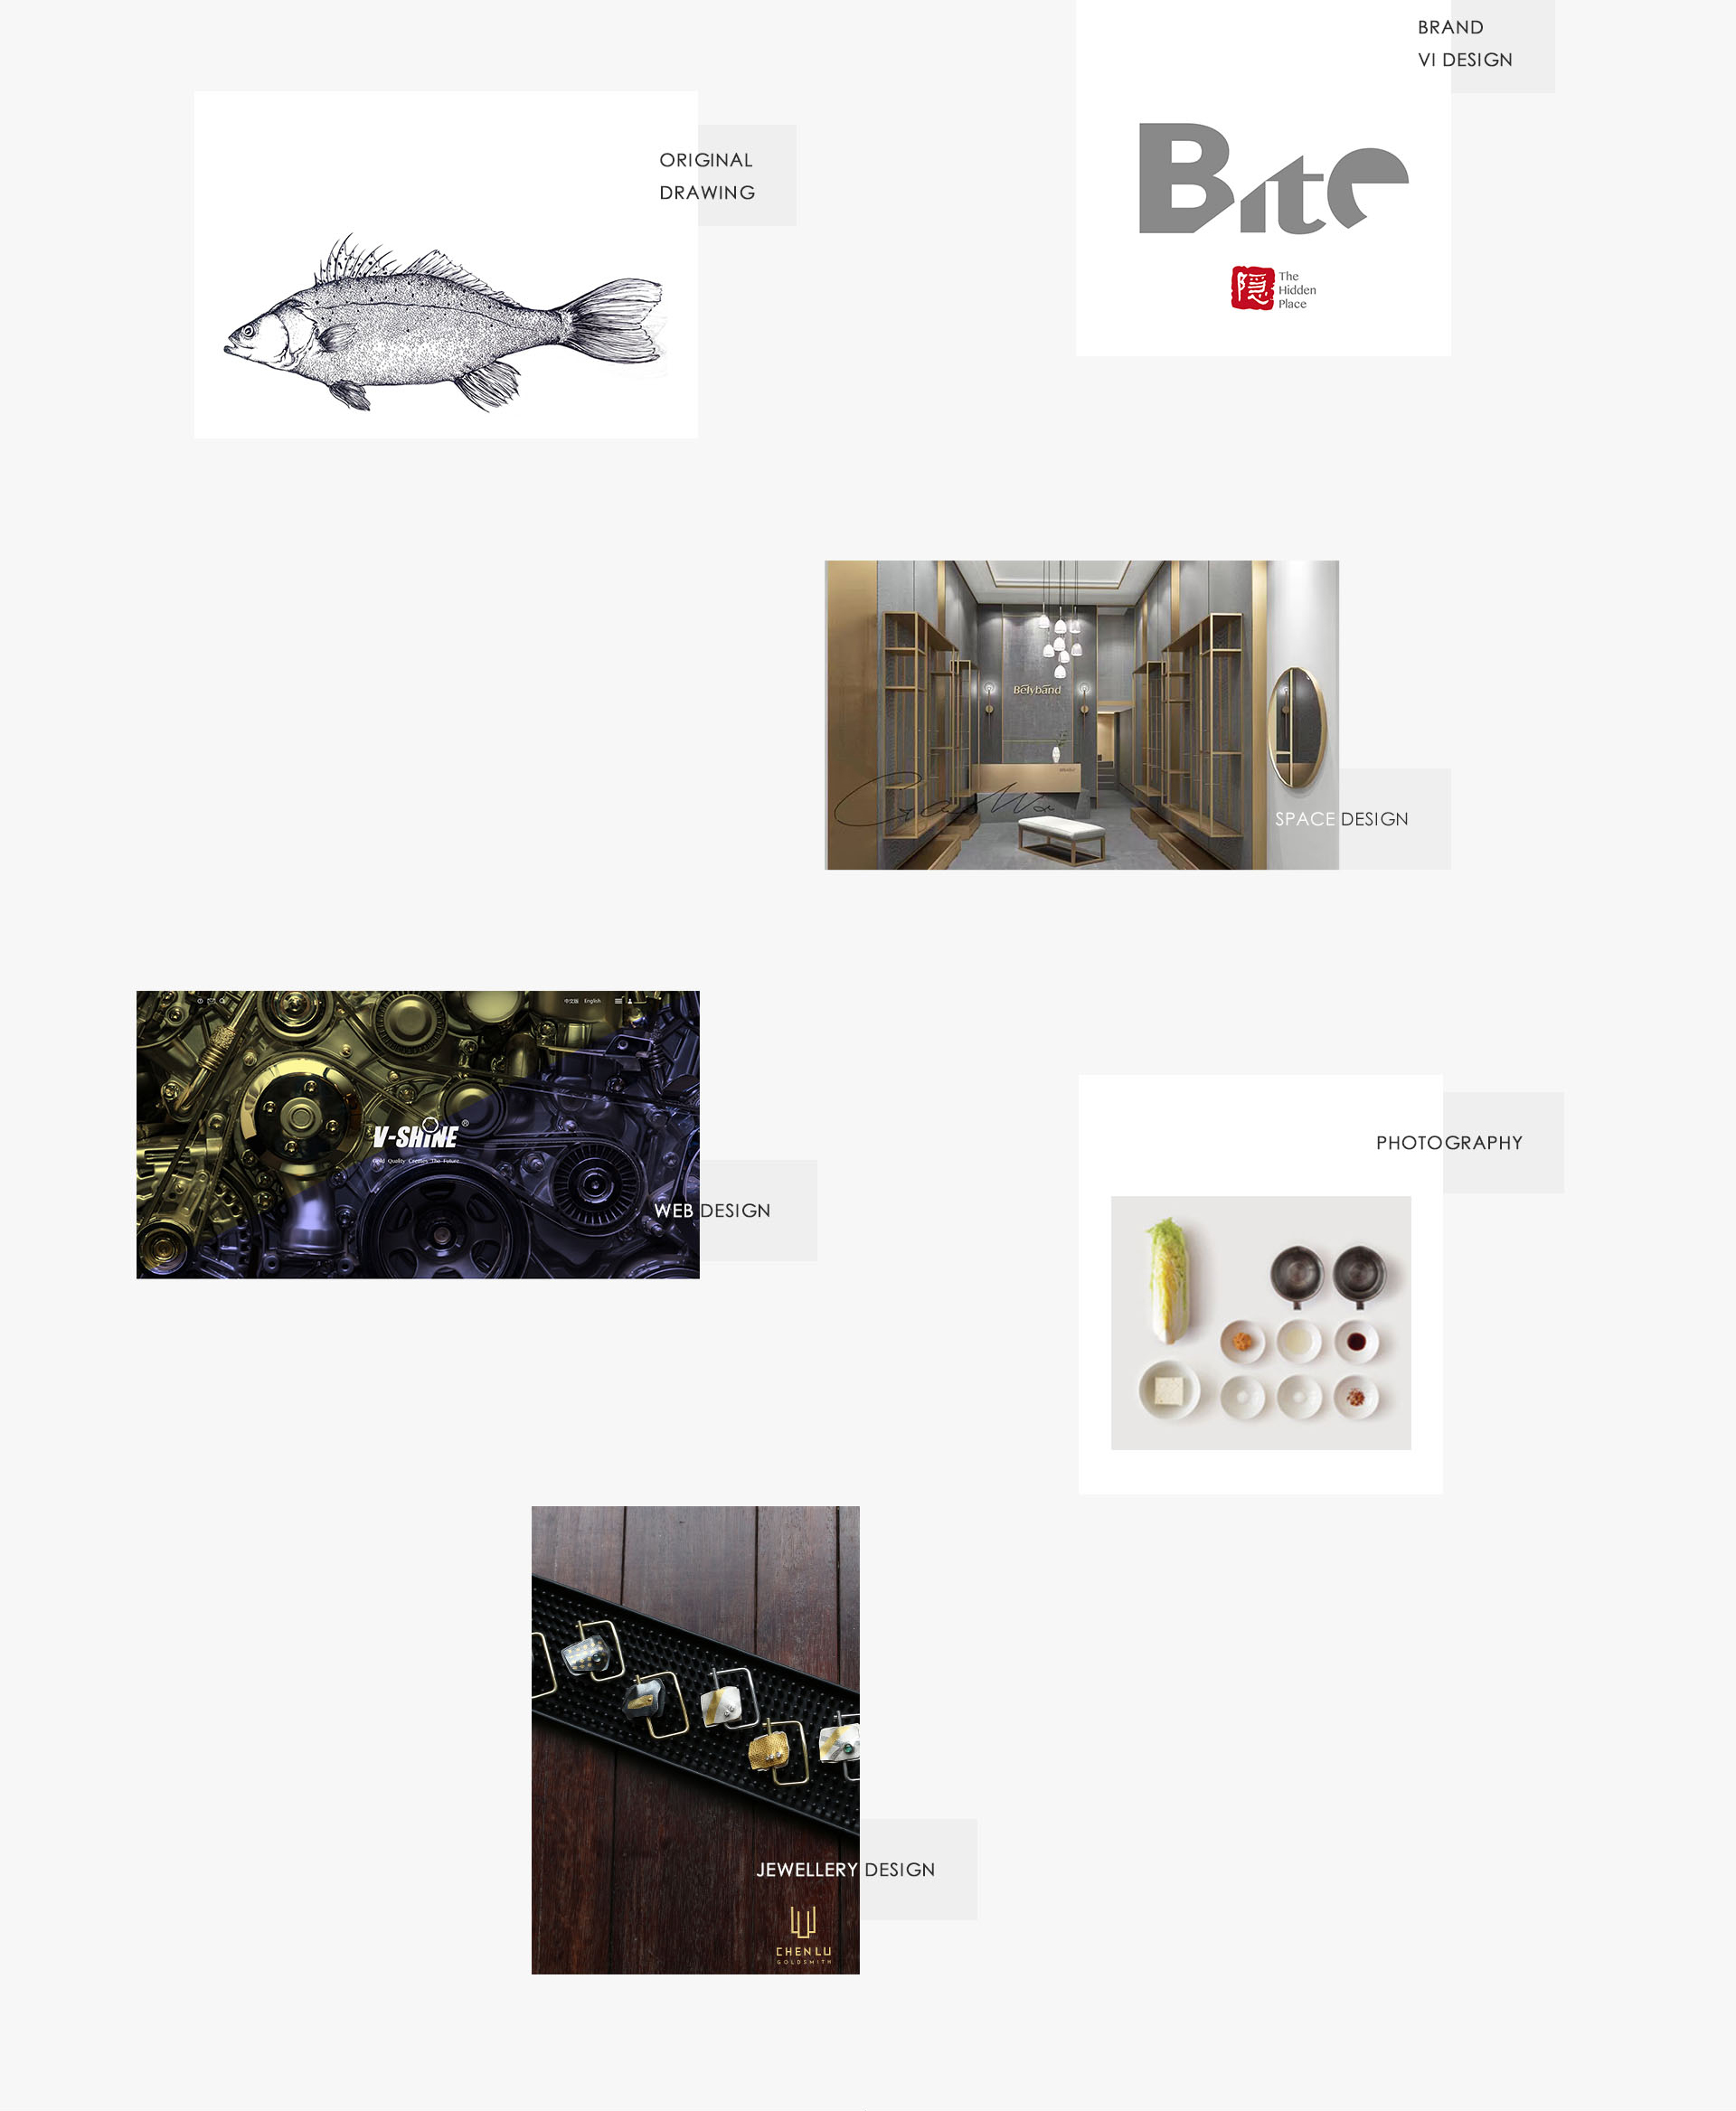 BRAND
VI DESIGN
ORIGINAL
DRAWING
Bite
隠
The
Hidden
Place
Belyband
SPACE DESIGN
中文版 English
V-SHINE®
Gold Quality Creates The Future
WEB DESIGN
PHOTOGRAPHY
JEWELLERY DESIGN
CHENLU
GOLDSMITH